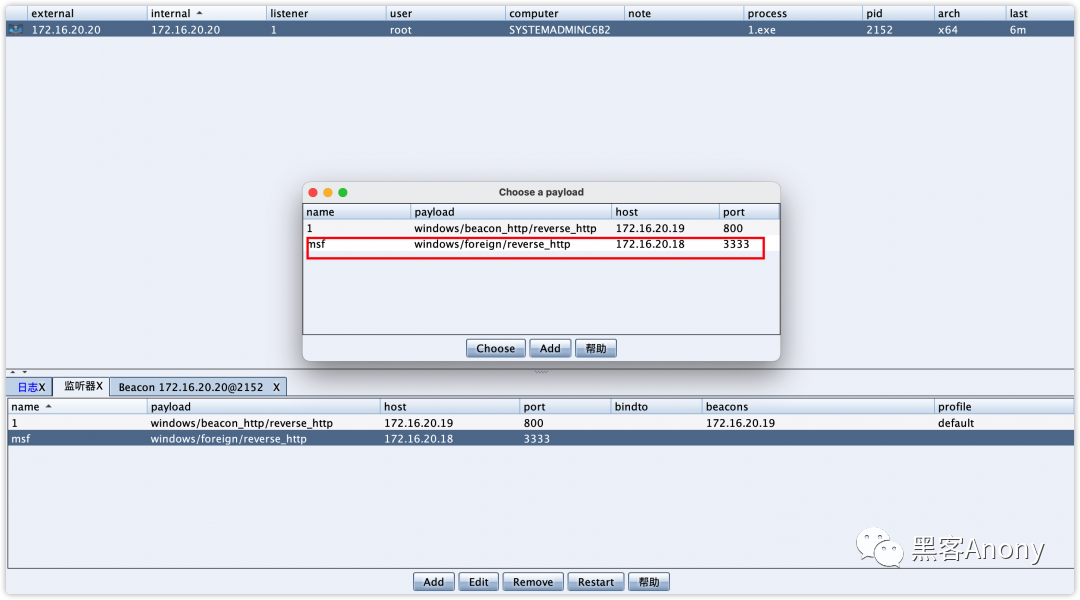 external internal listener user computer note process pid arch last
172.16.20.20 172.16.20.20 1 root SYSTEMADMINC6B2 1.exe 2152 x64 6m
Choose a payload
name payload host port
1 windows/beacon_http/reverse_http 172.16.20.19 800
msf windows/foreign/reverse_http 172.16.20.18 3333
Choose Add 帮助
日志X 监听器X Beacon 172.16.20.20@2152 X
name payload host port bindto beacons profile
1 windows/beacon_http/reverse_http 172.16.20.19 800 172.16.20.19 default
msf windows/foreign/reverse_http 172.16.20.18 3333
黑客Anony
Add Edit Remove Restart 帮助